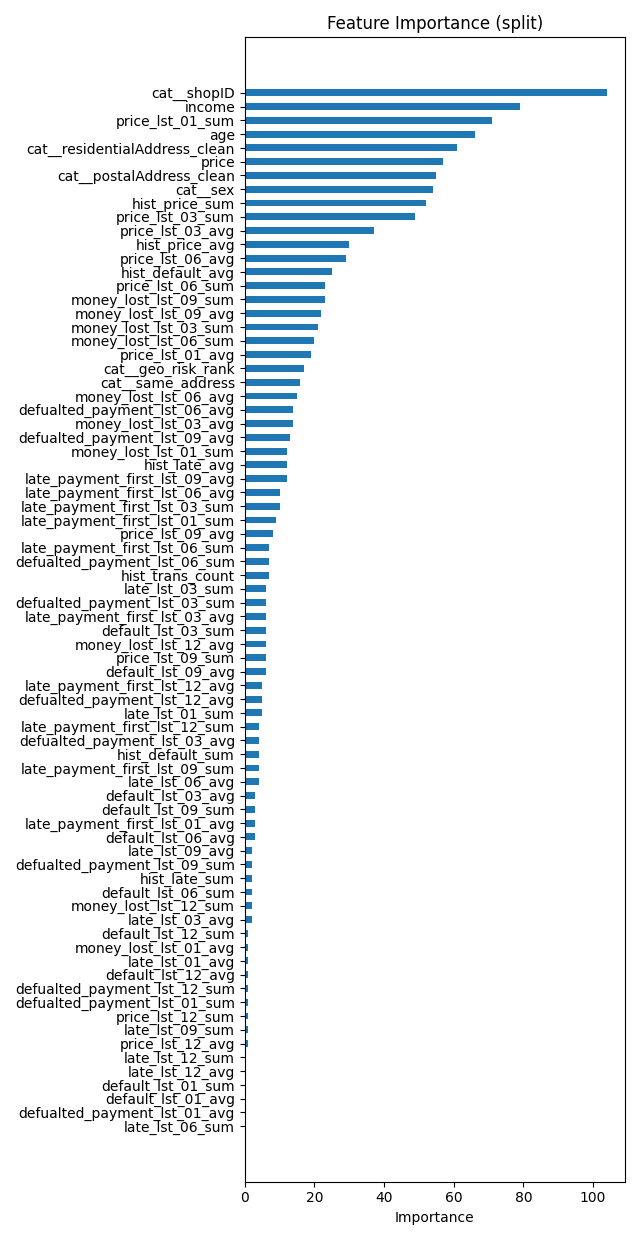 Feature Importance (split)
cat__shopID
income
price_lst_01_sum
age
cat__residentialAddress_clean
price
cat__postalAddress_clean
cat__sex
hist_price_sum
price_lst_03_sum
price_lst_03_avg
hist_price_avg
price_lst_06_avg
hist_default_avg
price_lst_06_sum
money_lost_lst_09_sum
money_lost_lst_09_avg
money_lost_lst_03_sum
money_lost_lst_06_sum
price_lst_01_avg
cat__geo_risk_rank
cat__same_address
money_lost_lst_06_avg
defualted_payment_lst_06_avg
money_lost_lst_03_avg
defualted_payment_lst_09_avg
money_lost_lst_01_sum
hist_late_avg
late_payment_first_lst_09_avg
late_payment_first_lst_06_avg
late_payment_first_lst_03_sum
late_payment_first_lst_01_sum
price_lst_09_avg
late_payment_first_lst_06_sum
defualted_payment_lst_06_sum
hist_trans_count
late_lst_03_sum
defualted_payment_lst_03_sum
late_payment_first_lst_03_avg
default_lst_03_sum
money_lost_lst_12_avg
price_lst_09_sum
default_lst_09_avg
late_payment_first_lst_12_avg
defualted_payment_lst_12_avg
late_lst_01_sum
late_payment_first_lst_12_sum
defualted_payment_lst_03_avg
hist_default_sum
late_payment_first_lst_09_sum
late_lst_06_avg
default_lst_03_avg
default_lst_09_sum
late_payment_first_lst_01_avg
default_lst_06_avg
late_lst_09_avg
defualted_payment_lst_09_sum
hist_late_sum
default_lst_06_sum
money_lost_lst_12_sum
late_lst_03_avg
default_lst_12_sum
money_lost_lst_01_avg
late_lst_01_avg
default_lst_12_avg
defualted_payment_lst_12_sum
defualted_payment_lst_01_sum
price_lst_12_sum
late_lst_09_sum
price_lst_12_avg
late_lst_12_sum
late_lst_12_avg
default_lst_01_sum
default_lst_01_avg
defualted_payment_lst_01_avg
late_lst_06_sum
0 20 40 60 80 100
Importance